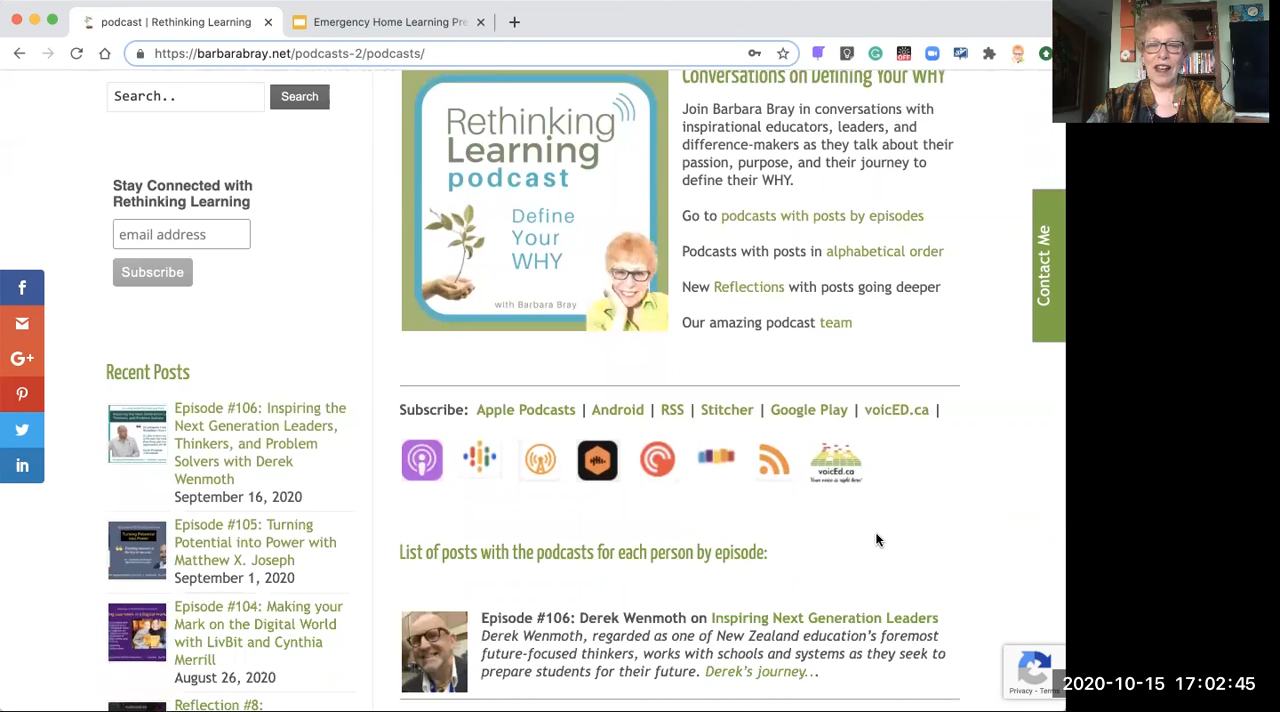 podcast | Rethinking Learning
Emergency Home Learning Pre
https://barbarabray.net/podcasts-2/podcasts/
OFF
Search..
Search
Stay Connected with
Rethinking Learning
email address
Subscribe
Recent Posts
Episode #106: Inspiring the
Next Generation Leaders,
Thinkers, and Problem
Solvers with Derek
Wenmoth
September 16, 2020
Episode #105: Turning
Potential into Power with
Matthew X. Joseph
September 1, 2020
Episode #104: Making your
Mark on the Digital World
with LivBit and Cynthia
Merrill
August 26, 2020
Reflection #8:
Rethinking
Learning
podcast
Define
Your
WHY
with Barbara Bray
Conversations on Defining Your WHY
Join Barbara Bray in conversations with
inspirational educators, leaders, and
difference-makers as they talk about their
passion, purpose, and their journey to
define their WHY.
Go to podcasts with posts by episodes
Podcasts with posts in alphabetical order
New Reflections with posts going deeper
Our amazing podcast team
Contact Me
Subscribe: Apple Podcasts | Android | RSS | Stitcher | Google Play | voicED.ca |
voicEd.ca
Your voice is right here
List of posts with the podcasts for each person by episode:
Episode #106: Derek Wenmoth on Inspiring Next Generation Leaders
Derek Wenmoth, regarded as one of New Zealand education's foremost
future-focused thinkers, works with schools and systems as they seek to
prepare students for their future. Derek's journey...
Privacy - Terms
2020-10-15 17:02:45